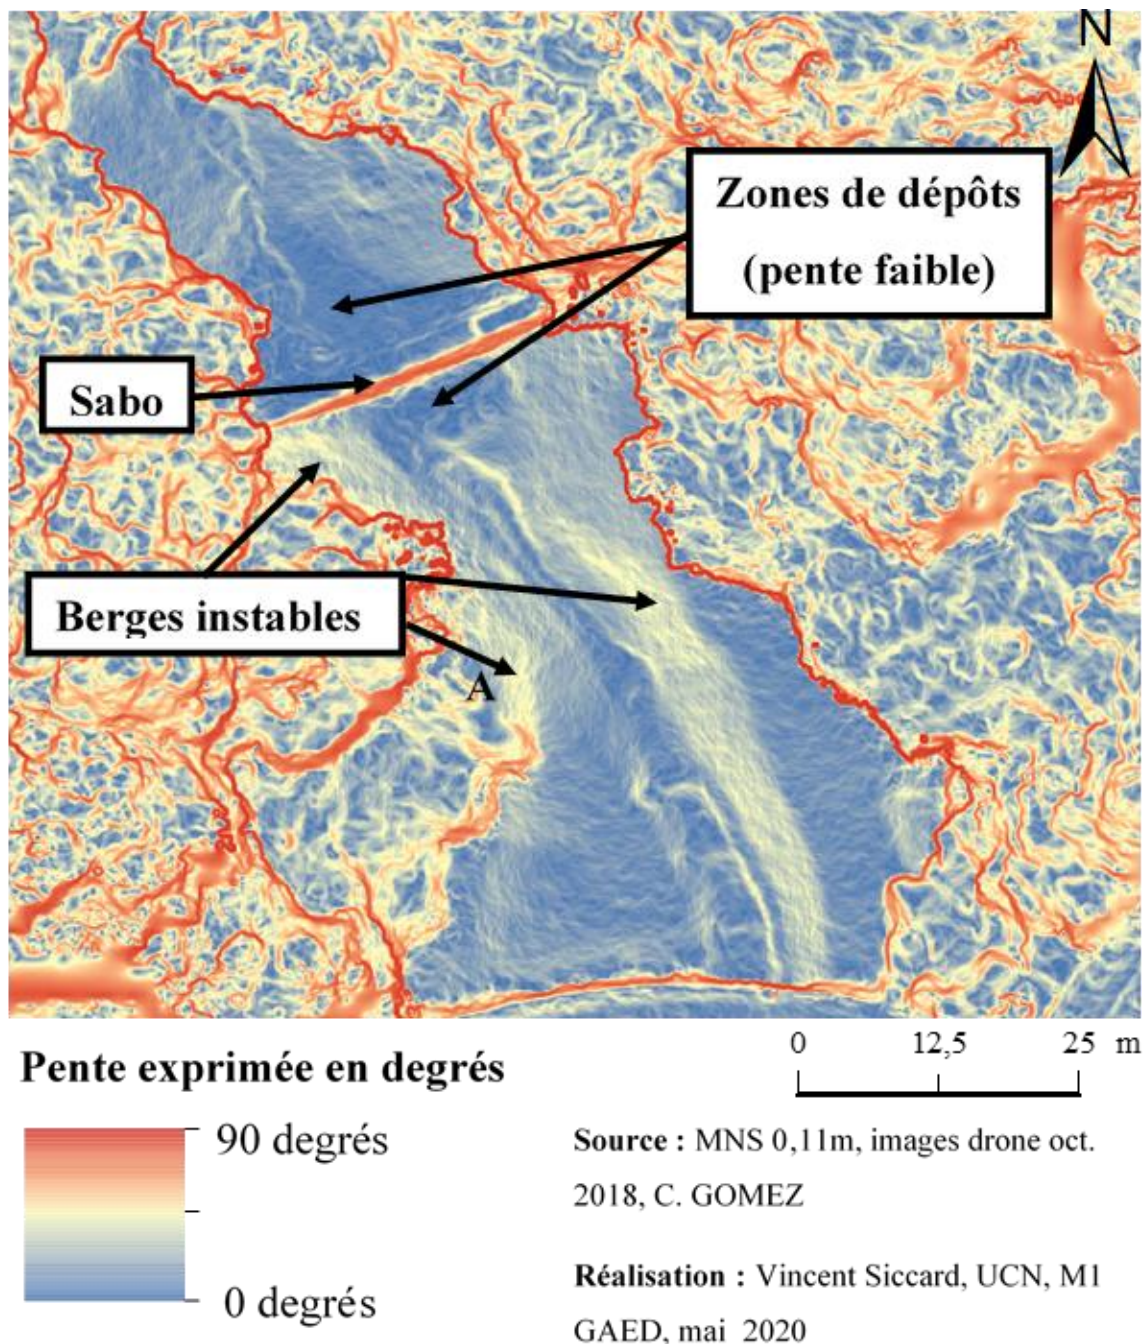 N
Zones de dépôts
(pente faible)
Sabo
Berges instables
A
Pente exprimée en degrés
90 degrés
0 degrés
0 12,5 25 m
Source : MNS 0,11m, images drone oct.
2018, C. GOMEZ
Réalisation : Vincent Siccard, UCN, M1
GAED, mai 2020